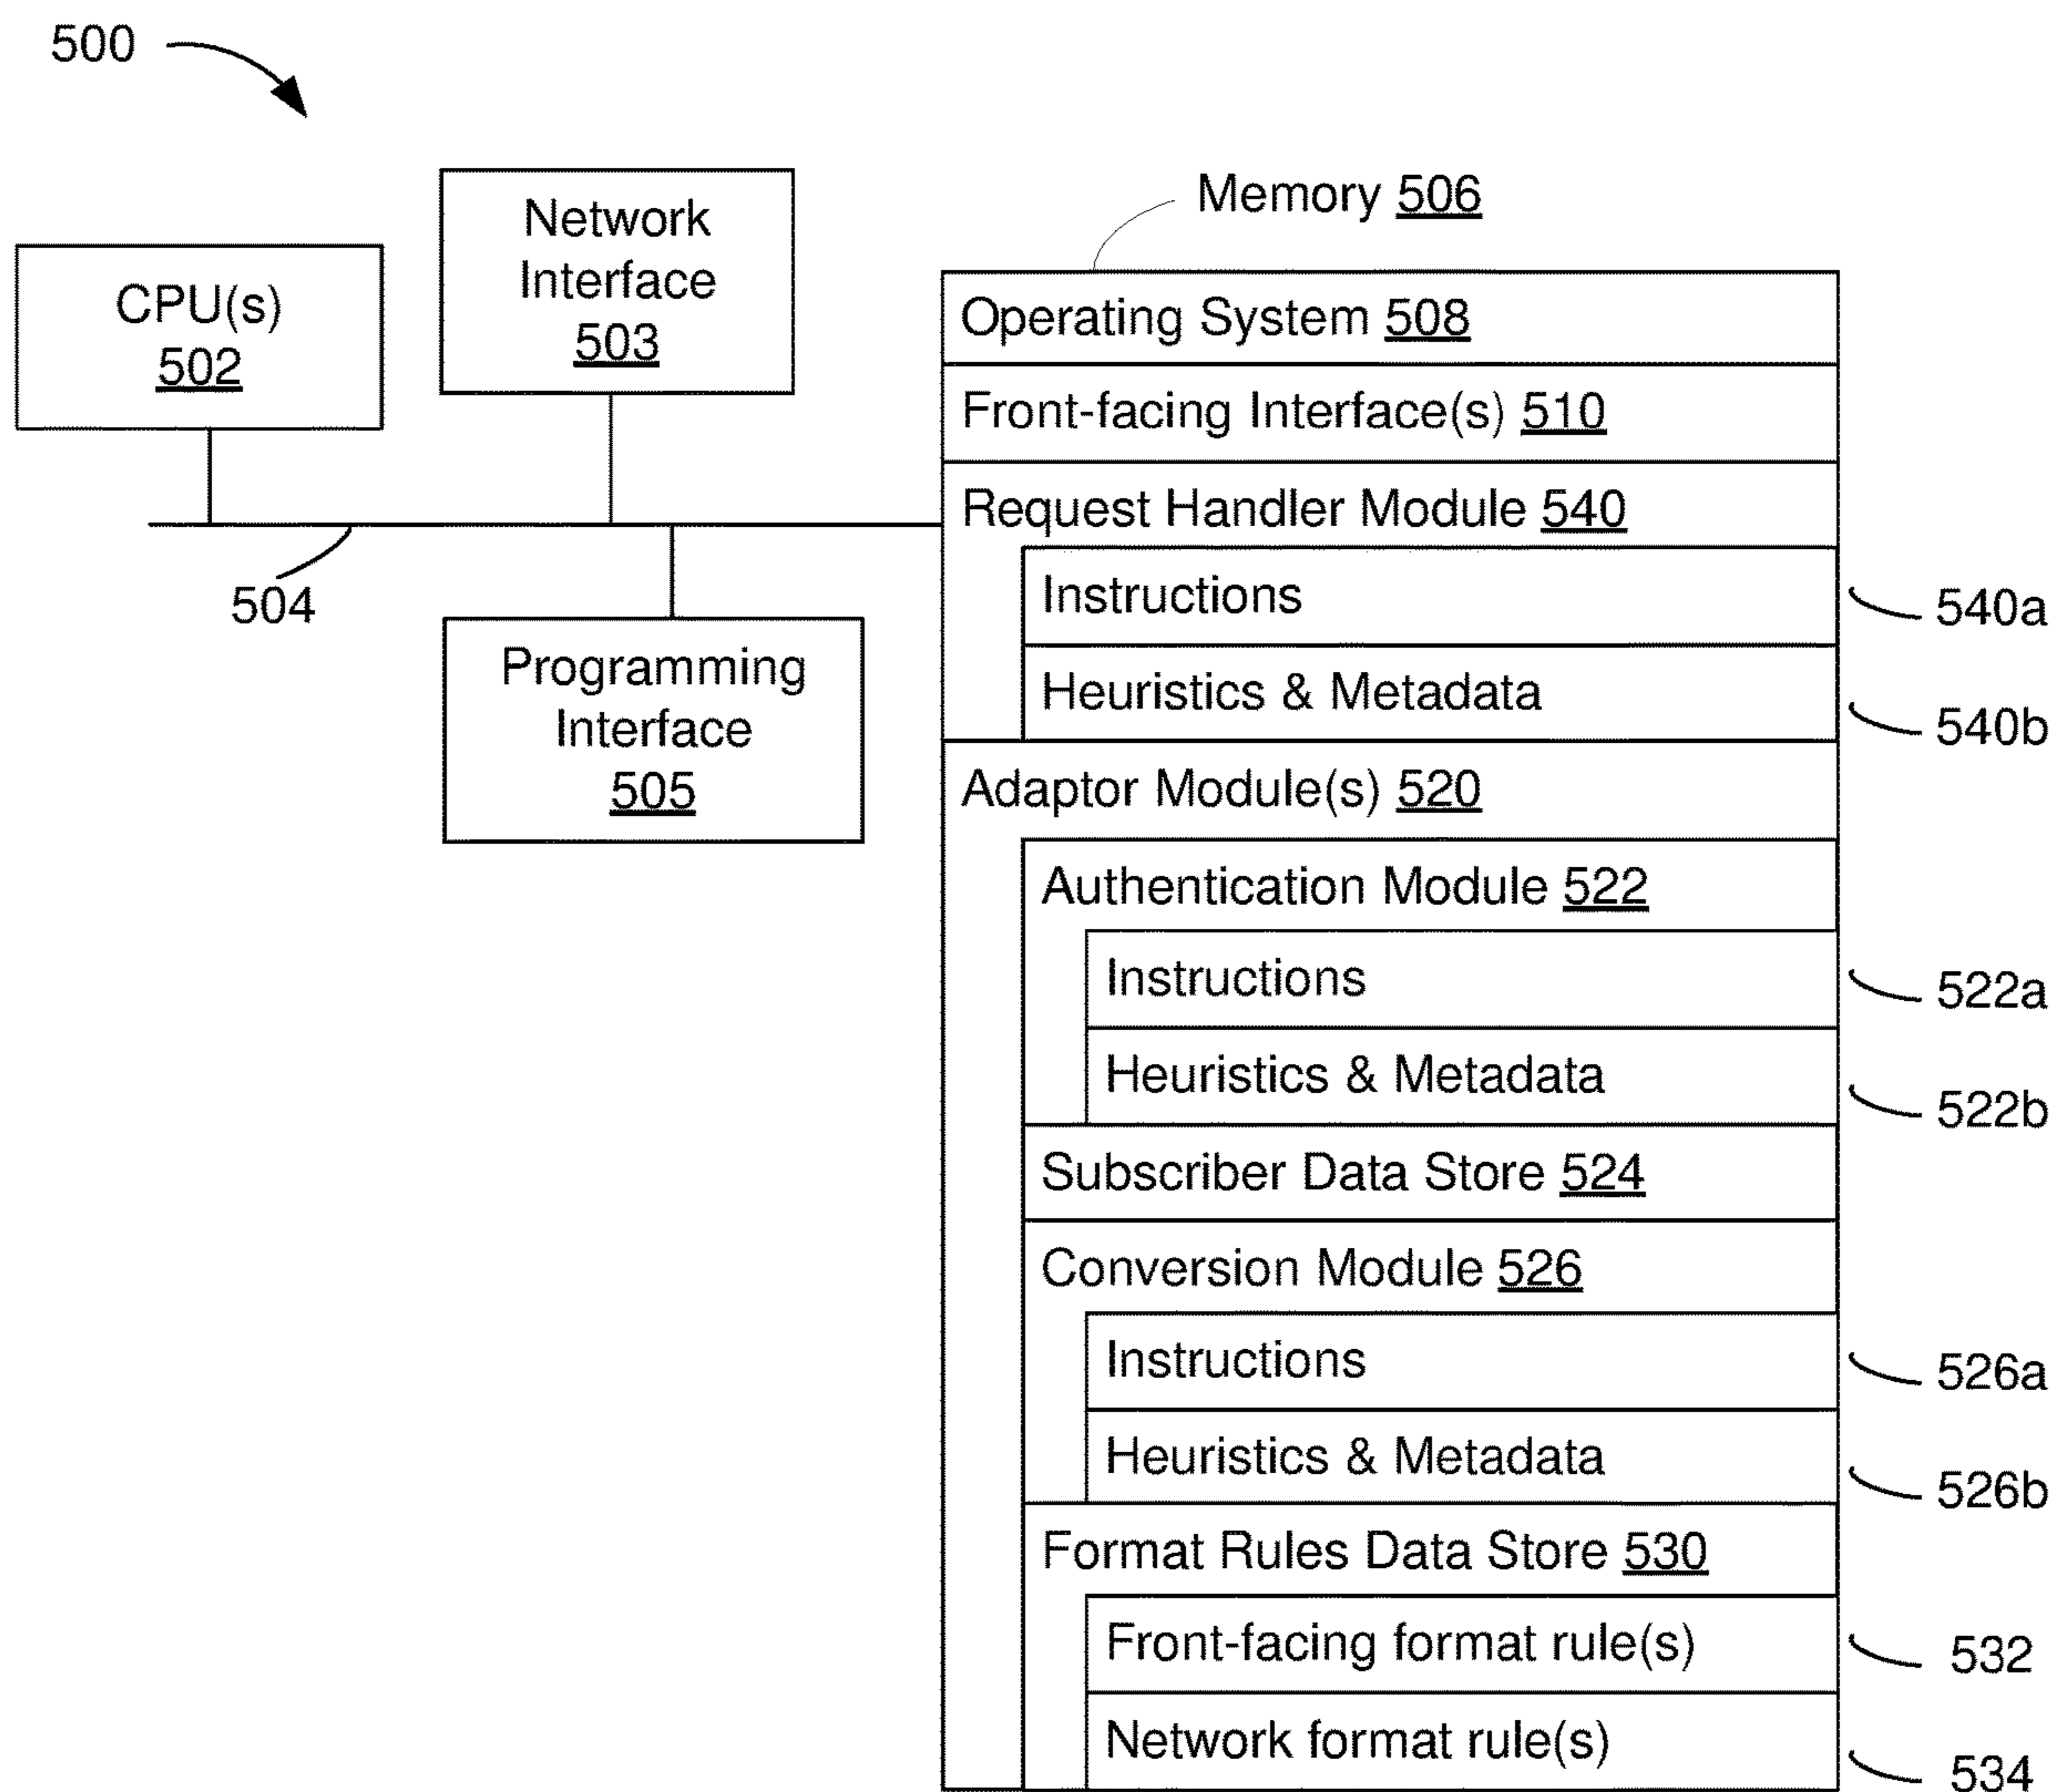 500
Memory 506
Network
Interface
503
CPU(s)
502
504
Programming
Interface
505
Operating System 508
Front-facing Interface(s) 510
Request Handler Module 540
Instructions
540a
Heuristics & Metadata
540b
Adaptor Module(s) 520
Authentication Module 522
Instructions
522a
Heuristics & Metadata
522b
Subscriber Data Store 524
Conversion Module 526
Instructions
526a
Heuristics & Metadata
526b
Format Rules Data Store 530
Front-facing format rule(s)
532
Network format rule(s)
534